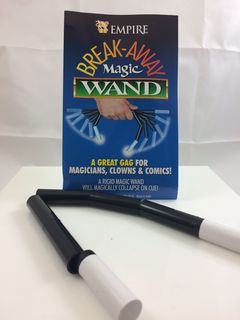 EMPIRE
BREAK-AWAY
Magic
WAND
A GREAT GAG FOR
MAGICIANS, CLOWNS & COMICS!
A RIGID MAGIC WAND
WILL MAGICALLY COLLAPSE ON CUE!